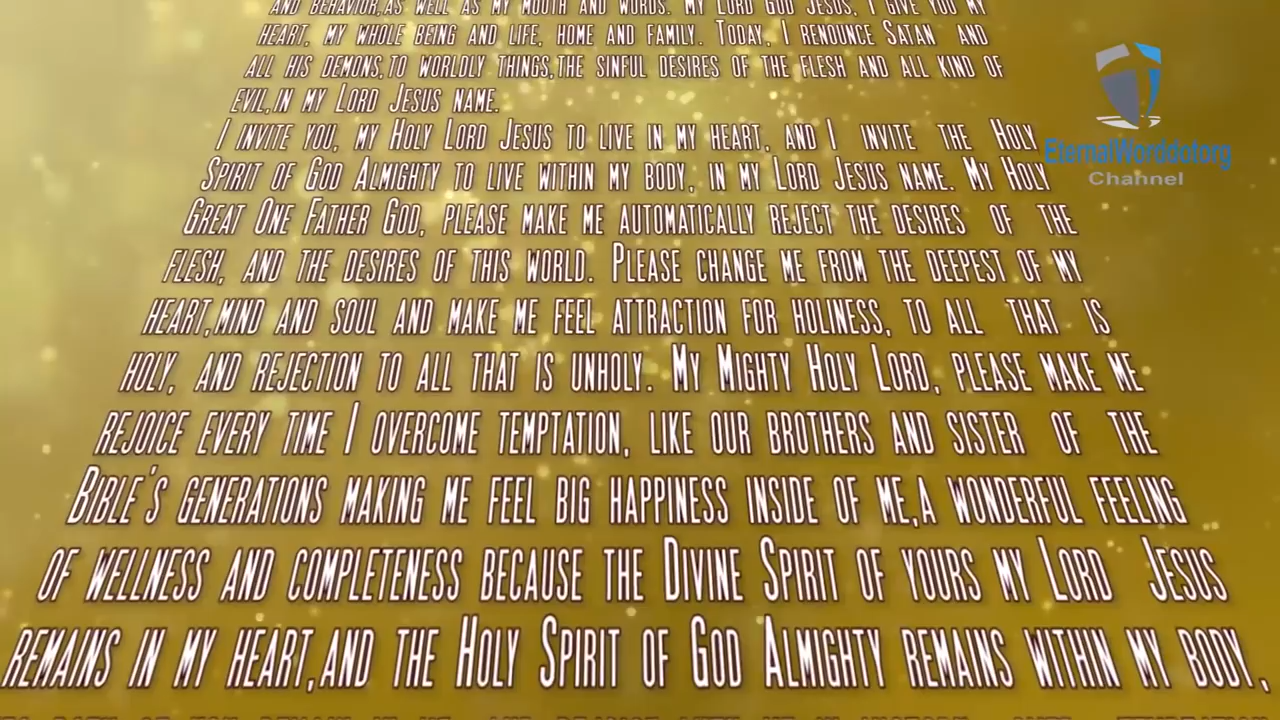 AND BEHAVIOR,AS WELL AS MY MOUTH AND WORDS. MY LORD GOD JESUS, I GIVE YOU MY
HEART, MY WHOLE BEING AND LIFE, HOME AND FAMILY. TODAY, I RENOUNCE SATAN AND
ALL HIS DEMONS,TO WORLDLY THINGS,THE SINFUL DESIRES OF THE FLESH AND ALL KIND OF
EVIL,IN MY LORD JESUS NAME.
I INVITE YOU, MY HOLY LORD JESUS TO LIVE IN MY HEART, AND I INVITE THE HOLY
SPIRIT OF GOD ALMIGHTY TO LIVE WITHIN MY BODY, IN MY LORD JESUS NAME. MY HOLY
GREAT ONE FATHER GOD, PLEASE MAKE ME AUTOMATICALLY REJECT THE DESIRES OF THE
FLESH, AND THE DESIRES OF THIS WORLD. PLEASE CHANGE ME FROM THE DEEPEST OF MY
HEART,MIND AND SOUL AND MAKE ME FEEL ATTRACTION FOR HOLINESS, TO ALL THAT IS
HOLY, AND REJECTION TO ALL THAT IS UNHOLY. MY MIGHTY HOLY LORD, PLEASE MAKE ME
REJOICE EVERY TIME I OVERCOME TEMPTATION, LIKE OUR BROTHERS AND SISTER OF THE
BIBLE'S GENERATIONS MAKING ME FEEL BIG HAPPINESS INSIDE OF ME,A WONDERFUL FEELING
OF WELLNESS AND COMPLETENESS BECAUSE THE DIVINE SPIRIT OF YOURS MY LORD JESUS
REMAINS IN MY HEART,AND THE HOLY SPIRIT OF GOD ALMIGHTY REMAINS WITHIN MY BODY,
EternalWorddotorg
Channel